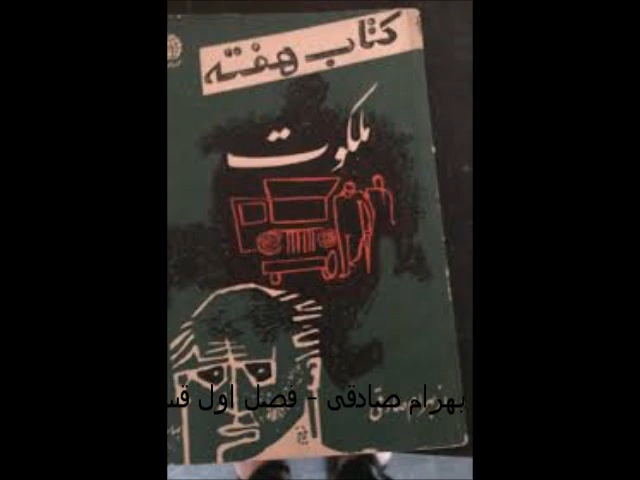 کتاب هفته
ملکوت
بهرام صادقی - فصل اول